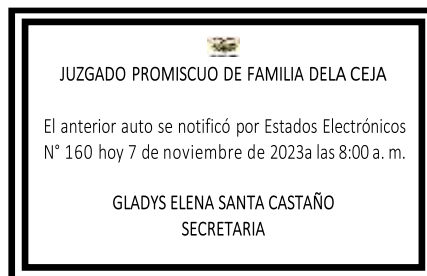 JUZGADO PROMISCUO DE FAMILIA DELA CEJA
El anterior auto se notificó por Estados Electrónicos
N° 160 hoy 7 de noviembre de 2023a las 8:00 a. m.
GLADYS ELENA SANTA CASTAÑO
SECRETARIA